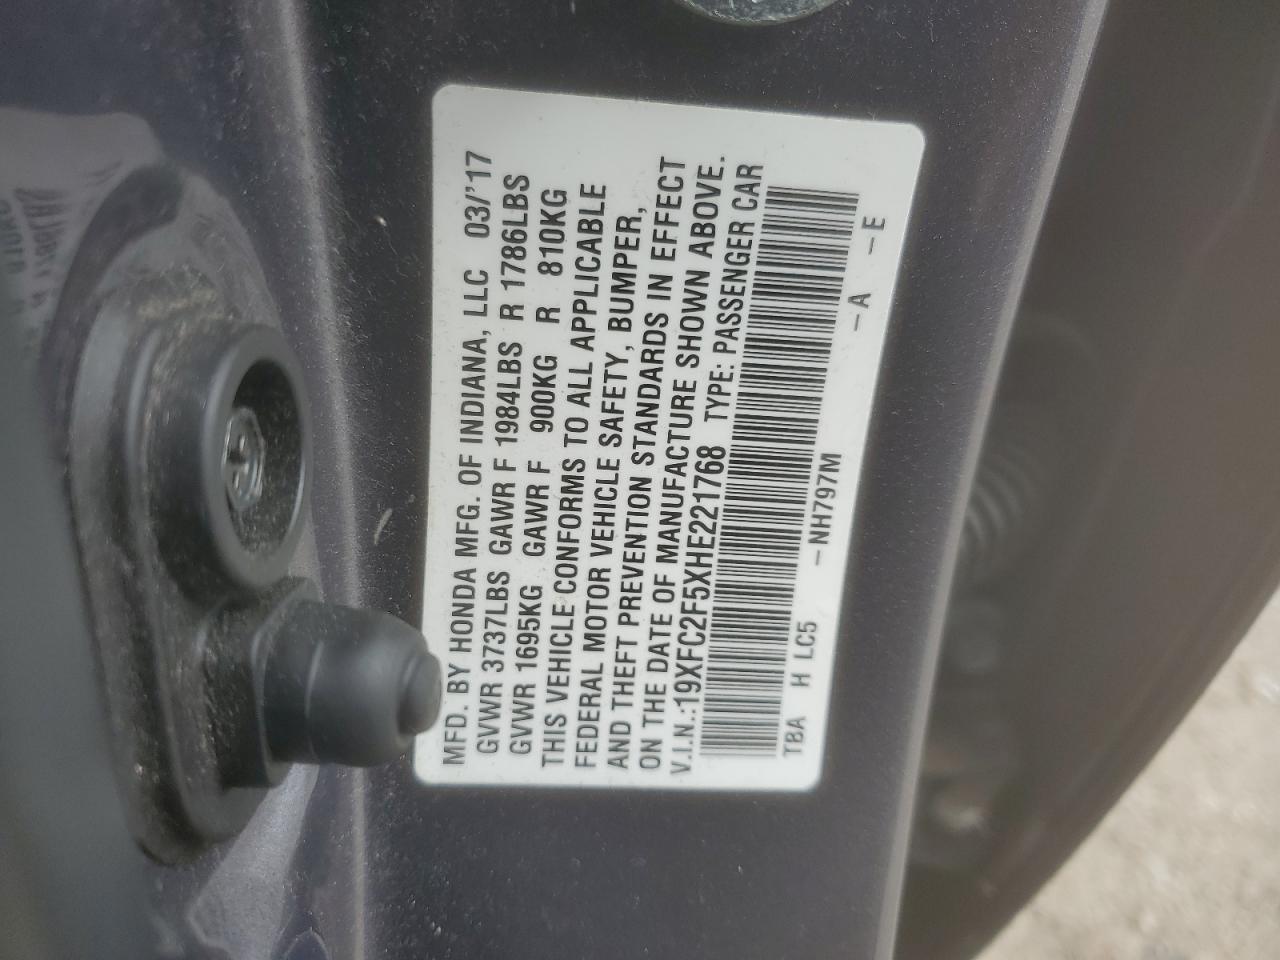 MFD. BY HONDA MFG. OF INDIANA, LLC 03/'17
GVWR 3737LBS GAWR F 1984LBS R 1786LBS
GVWR 1695KG GAWR F 900KG R 810KG
THIS VEHICLE CONFORMS TO ALL APPLICABLE
FEDERAL MOTOR VEHICLE SAFETY, BUMPER,
AND THEFT PREVENTION STANDARDS IN EFFECT
ON THE DATE OF MANUFACTURE SHOWN ABOVE.
V.I.N.:19XFC2F5XHE221768 TYPE: PASSENGER CAR
TBA H LC5 -NH797M -A -E